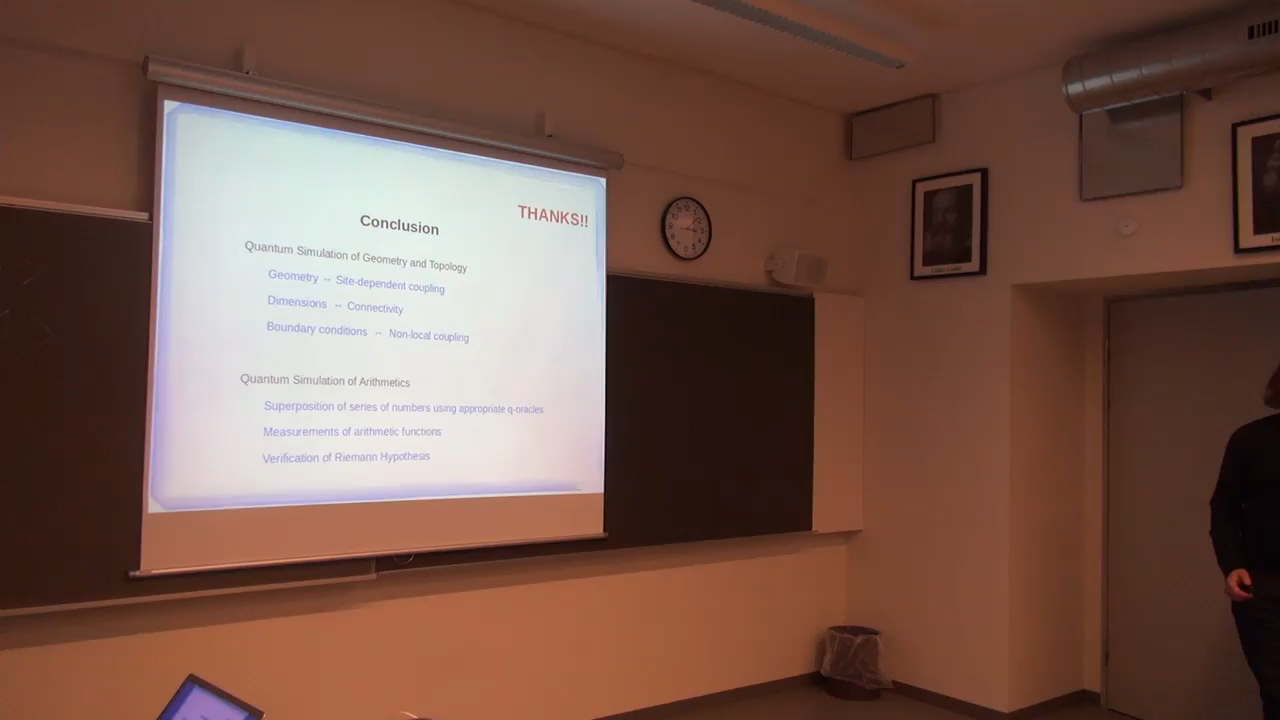 THANKS!!
Conclusion
Quantum Simulation of Geometry and Topology
Geometry ↔ Site-dependent coupling
Dimensions ↔ Connectivity
Boundary conditions ↔ Non-local coupling
Quantum Simulation of Arithmetics
Superposition of series of numbers using appropriate q-oracles
Measurements of arithmetic functions
Verification of Riemann Hypothesis